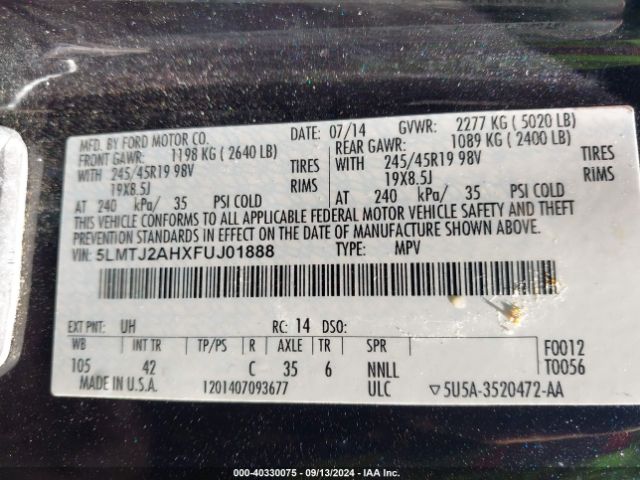 MFD. BY FORD MOTOR CO. DATE: 07/14 GVWR: 2277 KG ( 5020 LB)
FRONT GAWR: 1198 KG ( 2640 LB) REAR GAWR: 1089 KG ( 2400 LB)
WITH 245/45R19 98V TIRES WITH 245/45R19 98V TIRES
19X8.5J RIMS 19X8.5J RIMS
AT 240 kPa/ 35 PSI COLD AT 240 kPa/ 35 PSI COLD
THIS VEHICLE CONFORMS TO ALL APPLICABLE FEDERAL MOTOR VEHICLE SAFETY AND THEFT
PREVENTION STANDARDS IN EFFECT ON THE DATE OF MANUFACTURE SHOWN ABOVE.
VIN: 5LMTJ2AHXFUJ01888 TYPE: MPV
EXT PNT: UH RC: 14 DSO:
WB INT TR TP/PS R AXLE TR SPR F0012
105 42 C 35 6 NNLL T0056
MADE IN U.S.A. 1201407093677 ULC ▽5U5A-3520472-AA
000-40330075 - 09/13/2024 - IAA Inc.